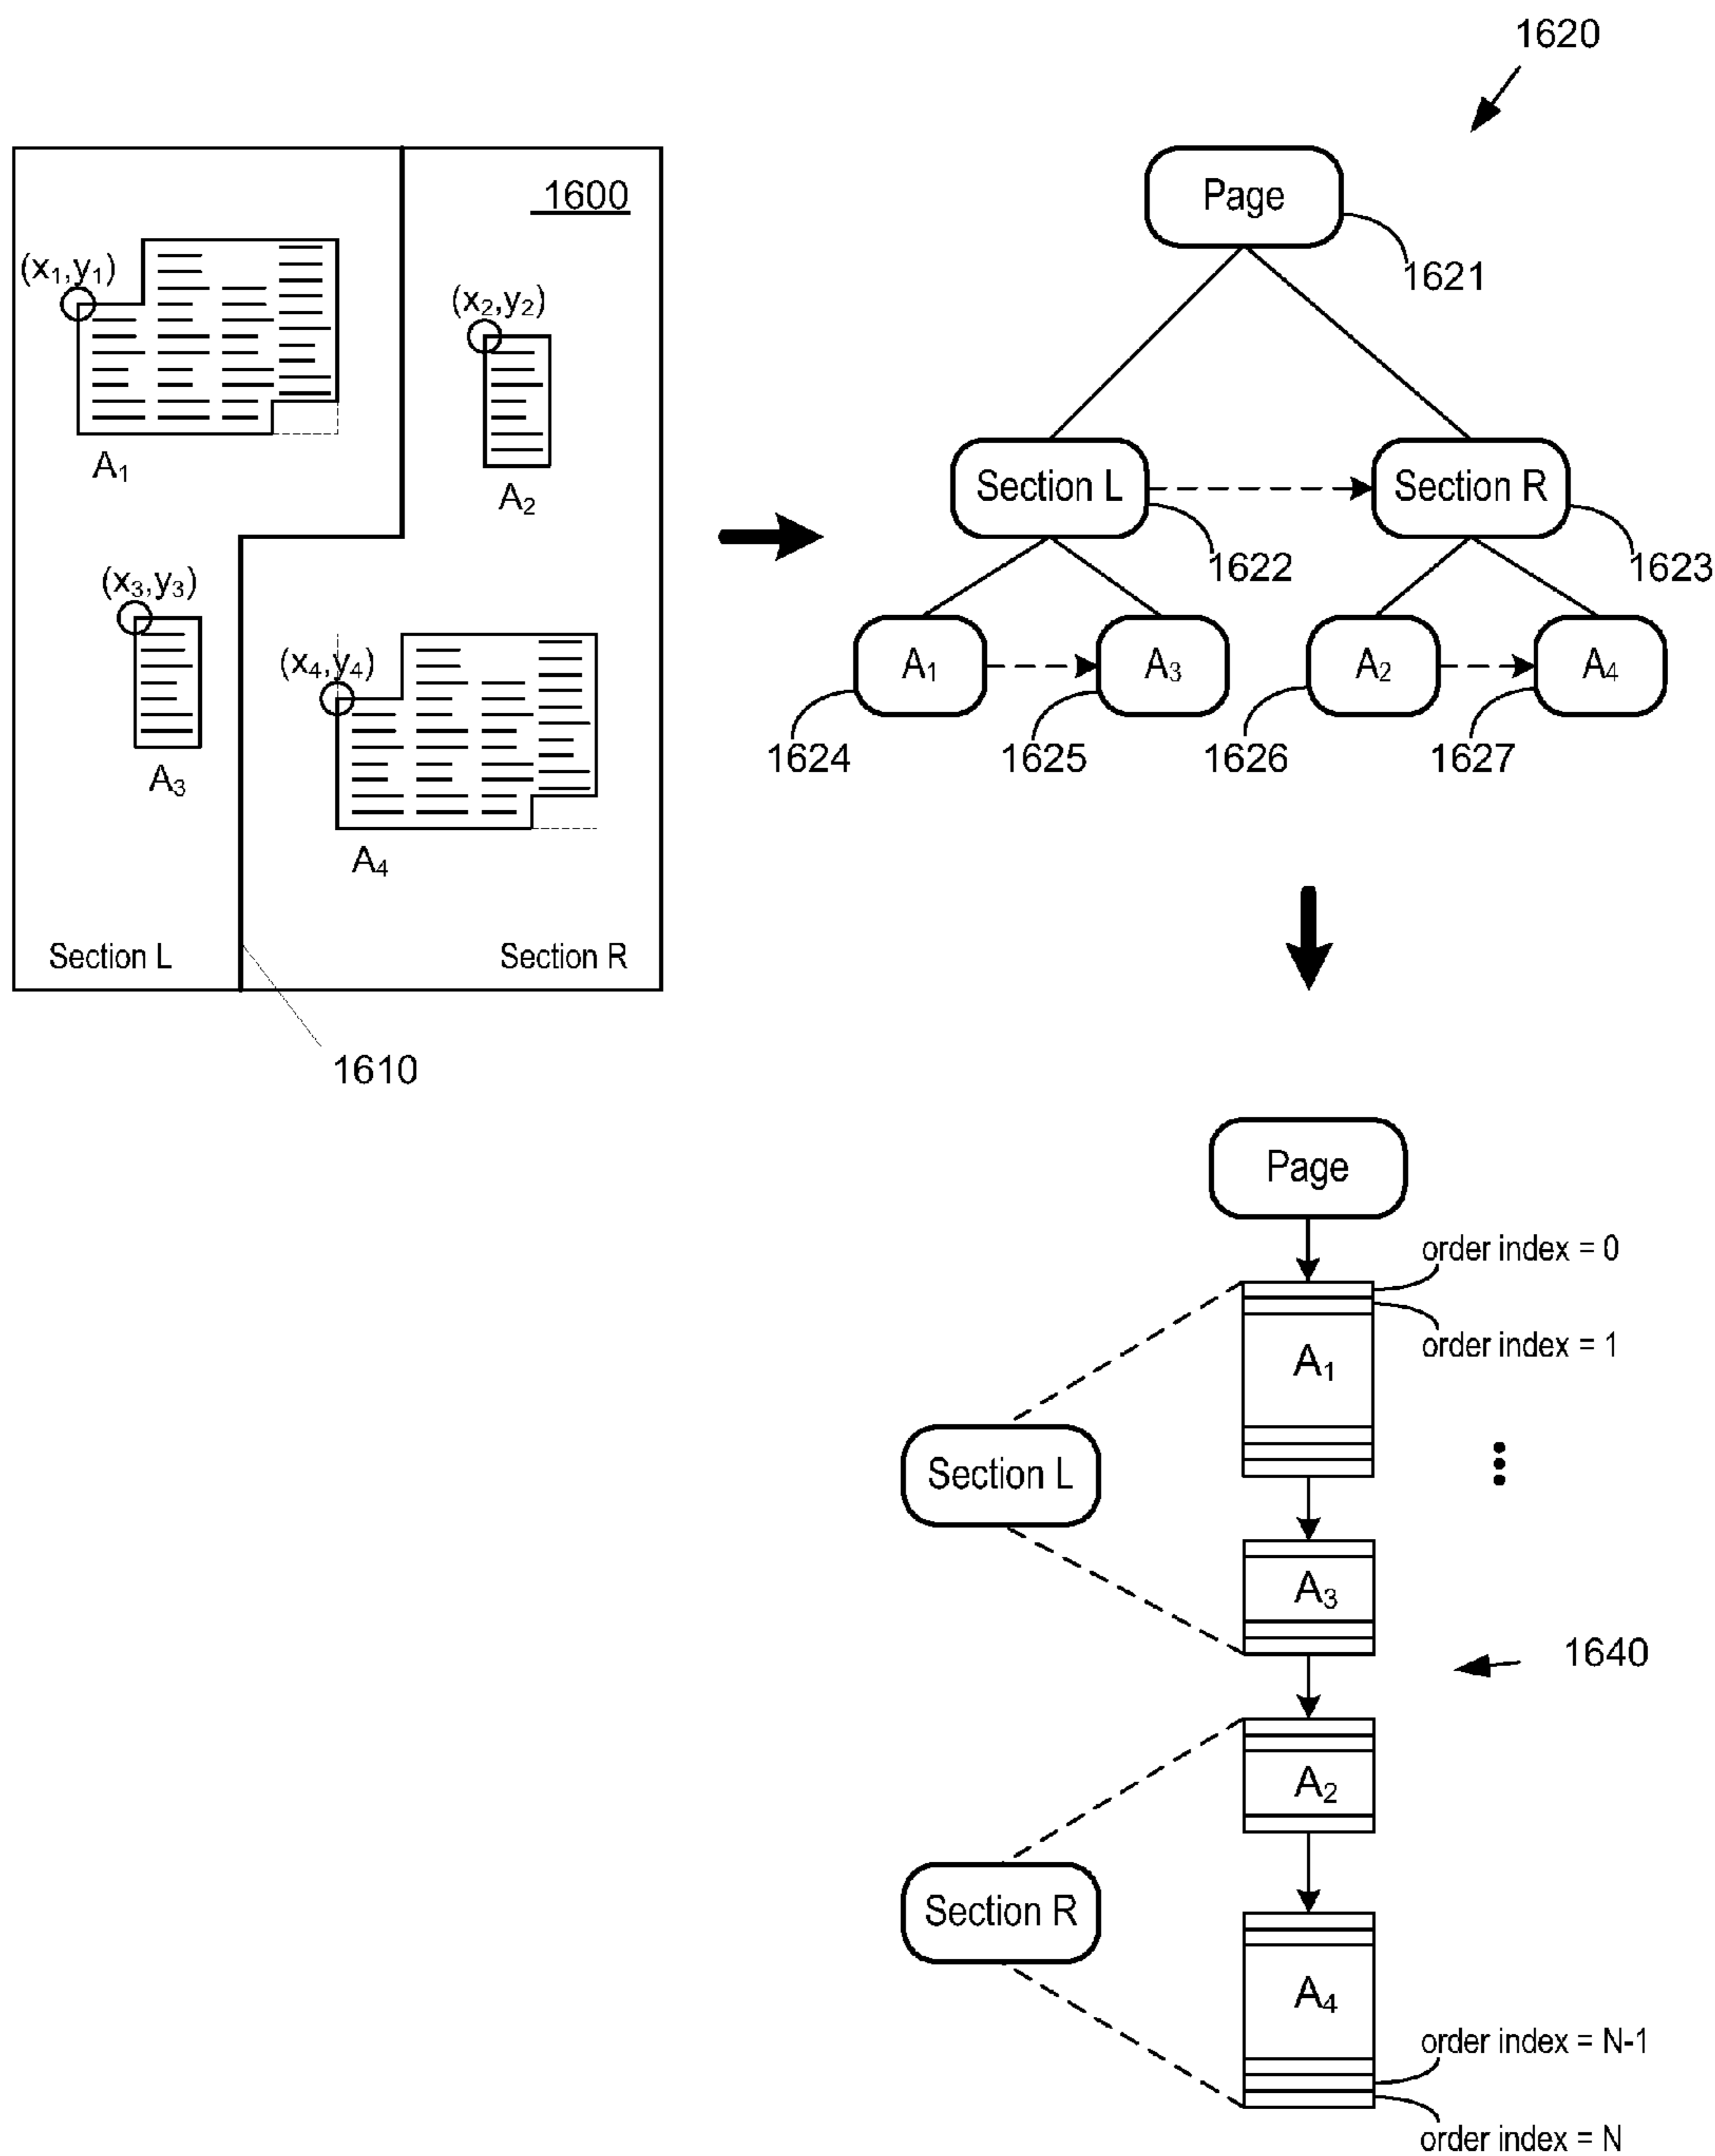 1620
1600
(x₁,y₁)
A₁
(x₂,y₂)
A₂
(x₃,y₃)
A₃
(x₄,y₄)
A₄
Section L
Section R
1610
Page
1621
Section L
Section R
1622
1623
A₁
A₃
A₂
A₄
1624
1625
1626
1627
Page
order index = 0
order index = 1
A₁
Section L
A₃
1640
A₂
Section R
A₄
order index = N-1
order index = N